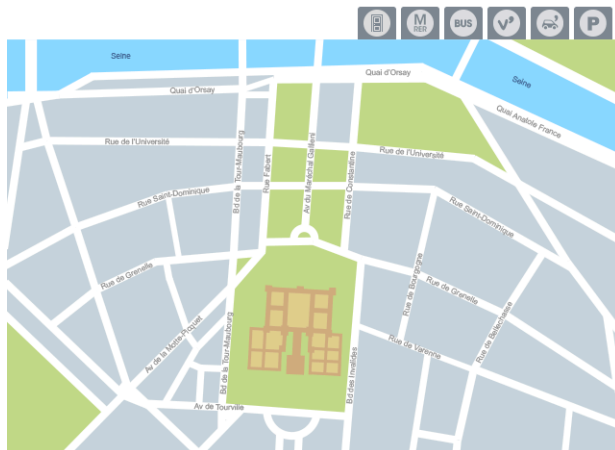 M
RER
BUS
V'
P
Seine
Quai d'Orsay
Seine
Quai d'Orsay
Quai Anatole France
Rue de l'Université
Rue de l'Université
Bd de la Tour-Maubourg
Rue Fabert
Av du Maréchal Gallieni
Rue de Constantine
Rue Saint-Dominique
Rue Saint-Dominique
Rue de Grenelle
Rue de Bourgogne
Rue de Grenelle
Rue de Bellechasse
Av de la Motte-Picquet
Bd de la Tour-Maubourg
Bd des Invalides
Rue de Varenne
Av de Tourville